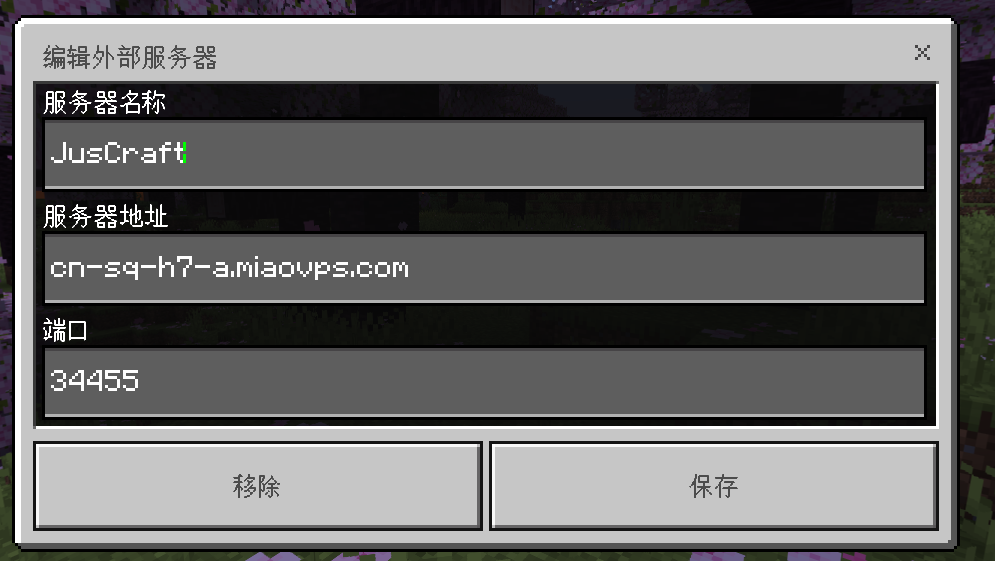 编辑外部服务器
服务器名称
JusCraft
服务器地址
cn-sq-h7-a.miaovps.com
端口
34455
移除
保存